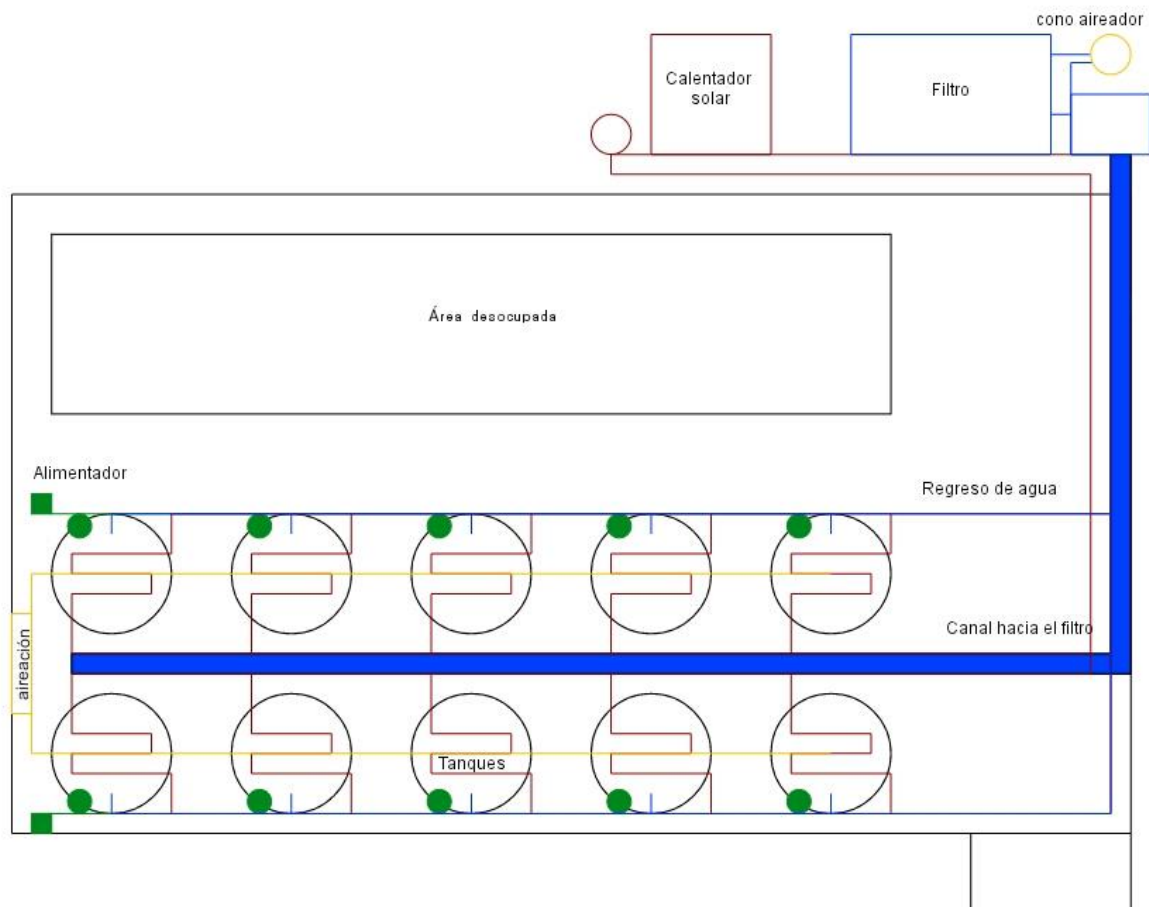 cono aireador
Calentador
solar
Filtro
Área desocupada
Alimentador
Regreso de agua
Canal hacia el filtro
aireación
Tanques